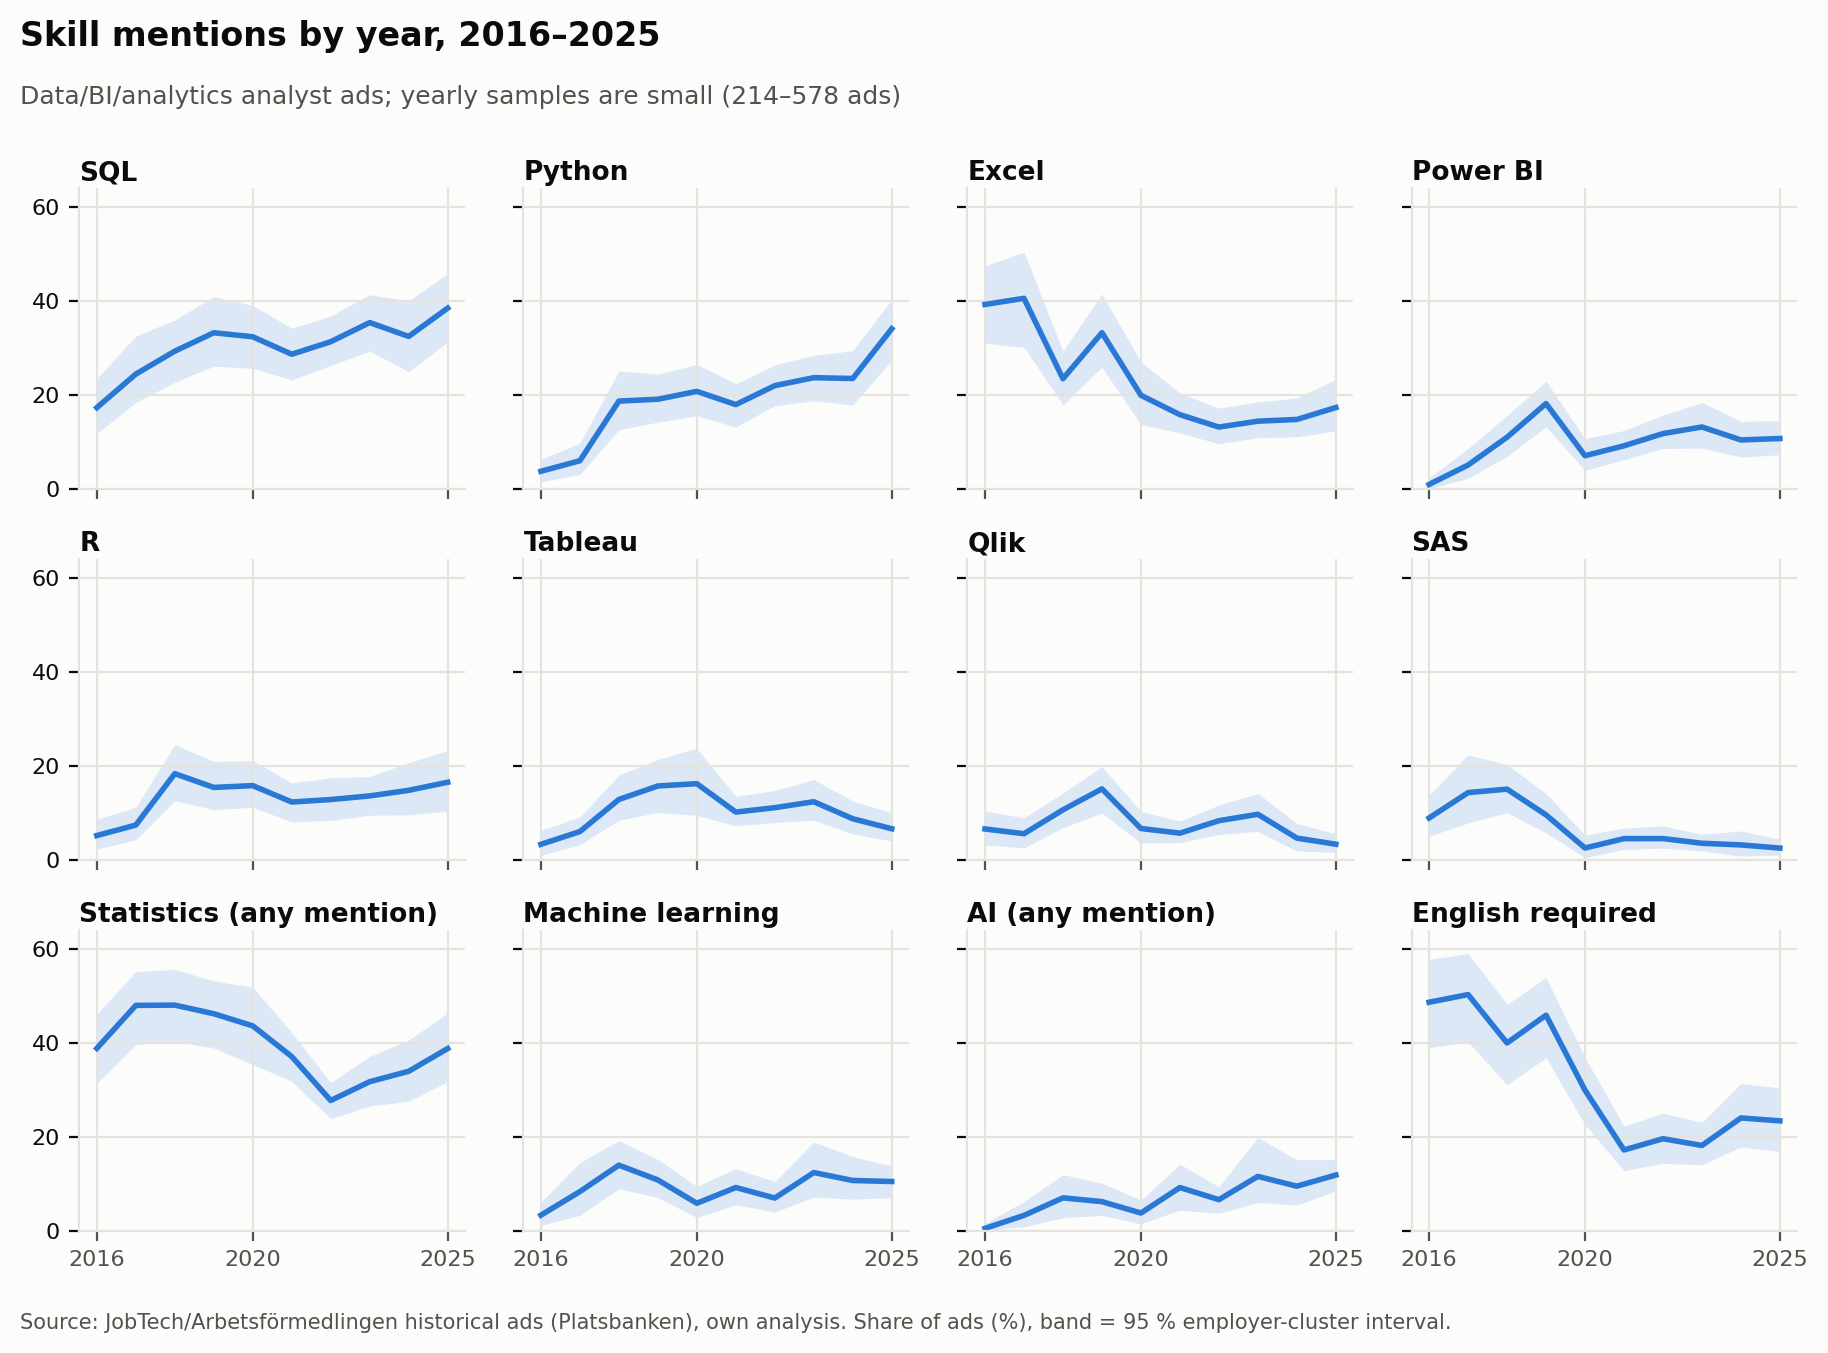 Skill mentions by year, 2016–2025
Data/BI/analytics analyst ads; yearly samples are small (214–578 ads)
SQL Python Excel Power BI
60
40
20
0
R Tableau Qlik SAS
60
40
20
0
Statistics (any mention) Machine learning AI (any mention) English required
60
40
20
0
2016 2020 2025 2016 2020 2025 2016 2020 2025 2016 2020 2025
Source: JobTech/Arbetsförmedlingen historical ads (Platsbanken), own analysis. Share of ads (%), band = 95 % employer-cluster interval.